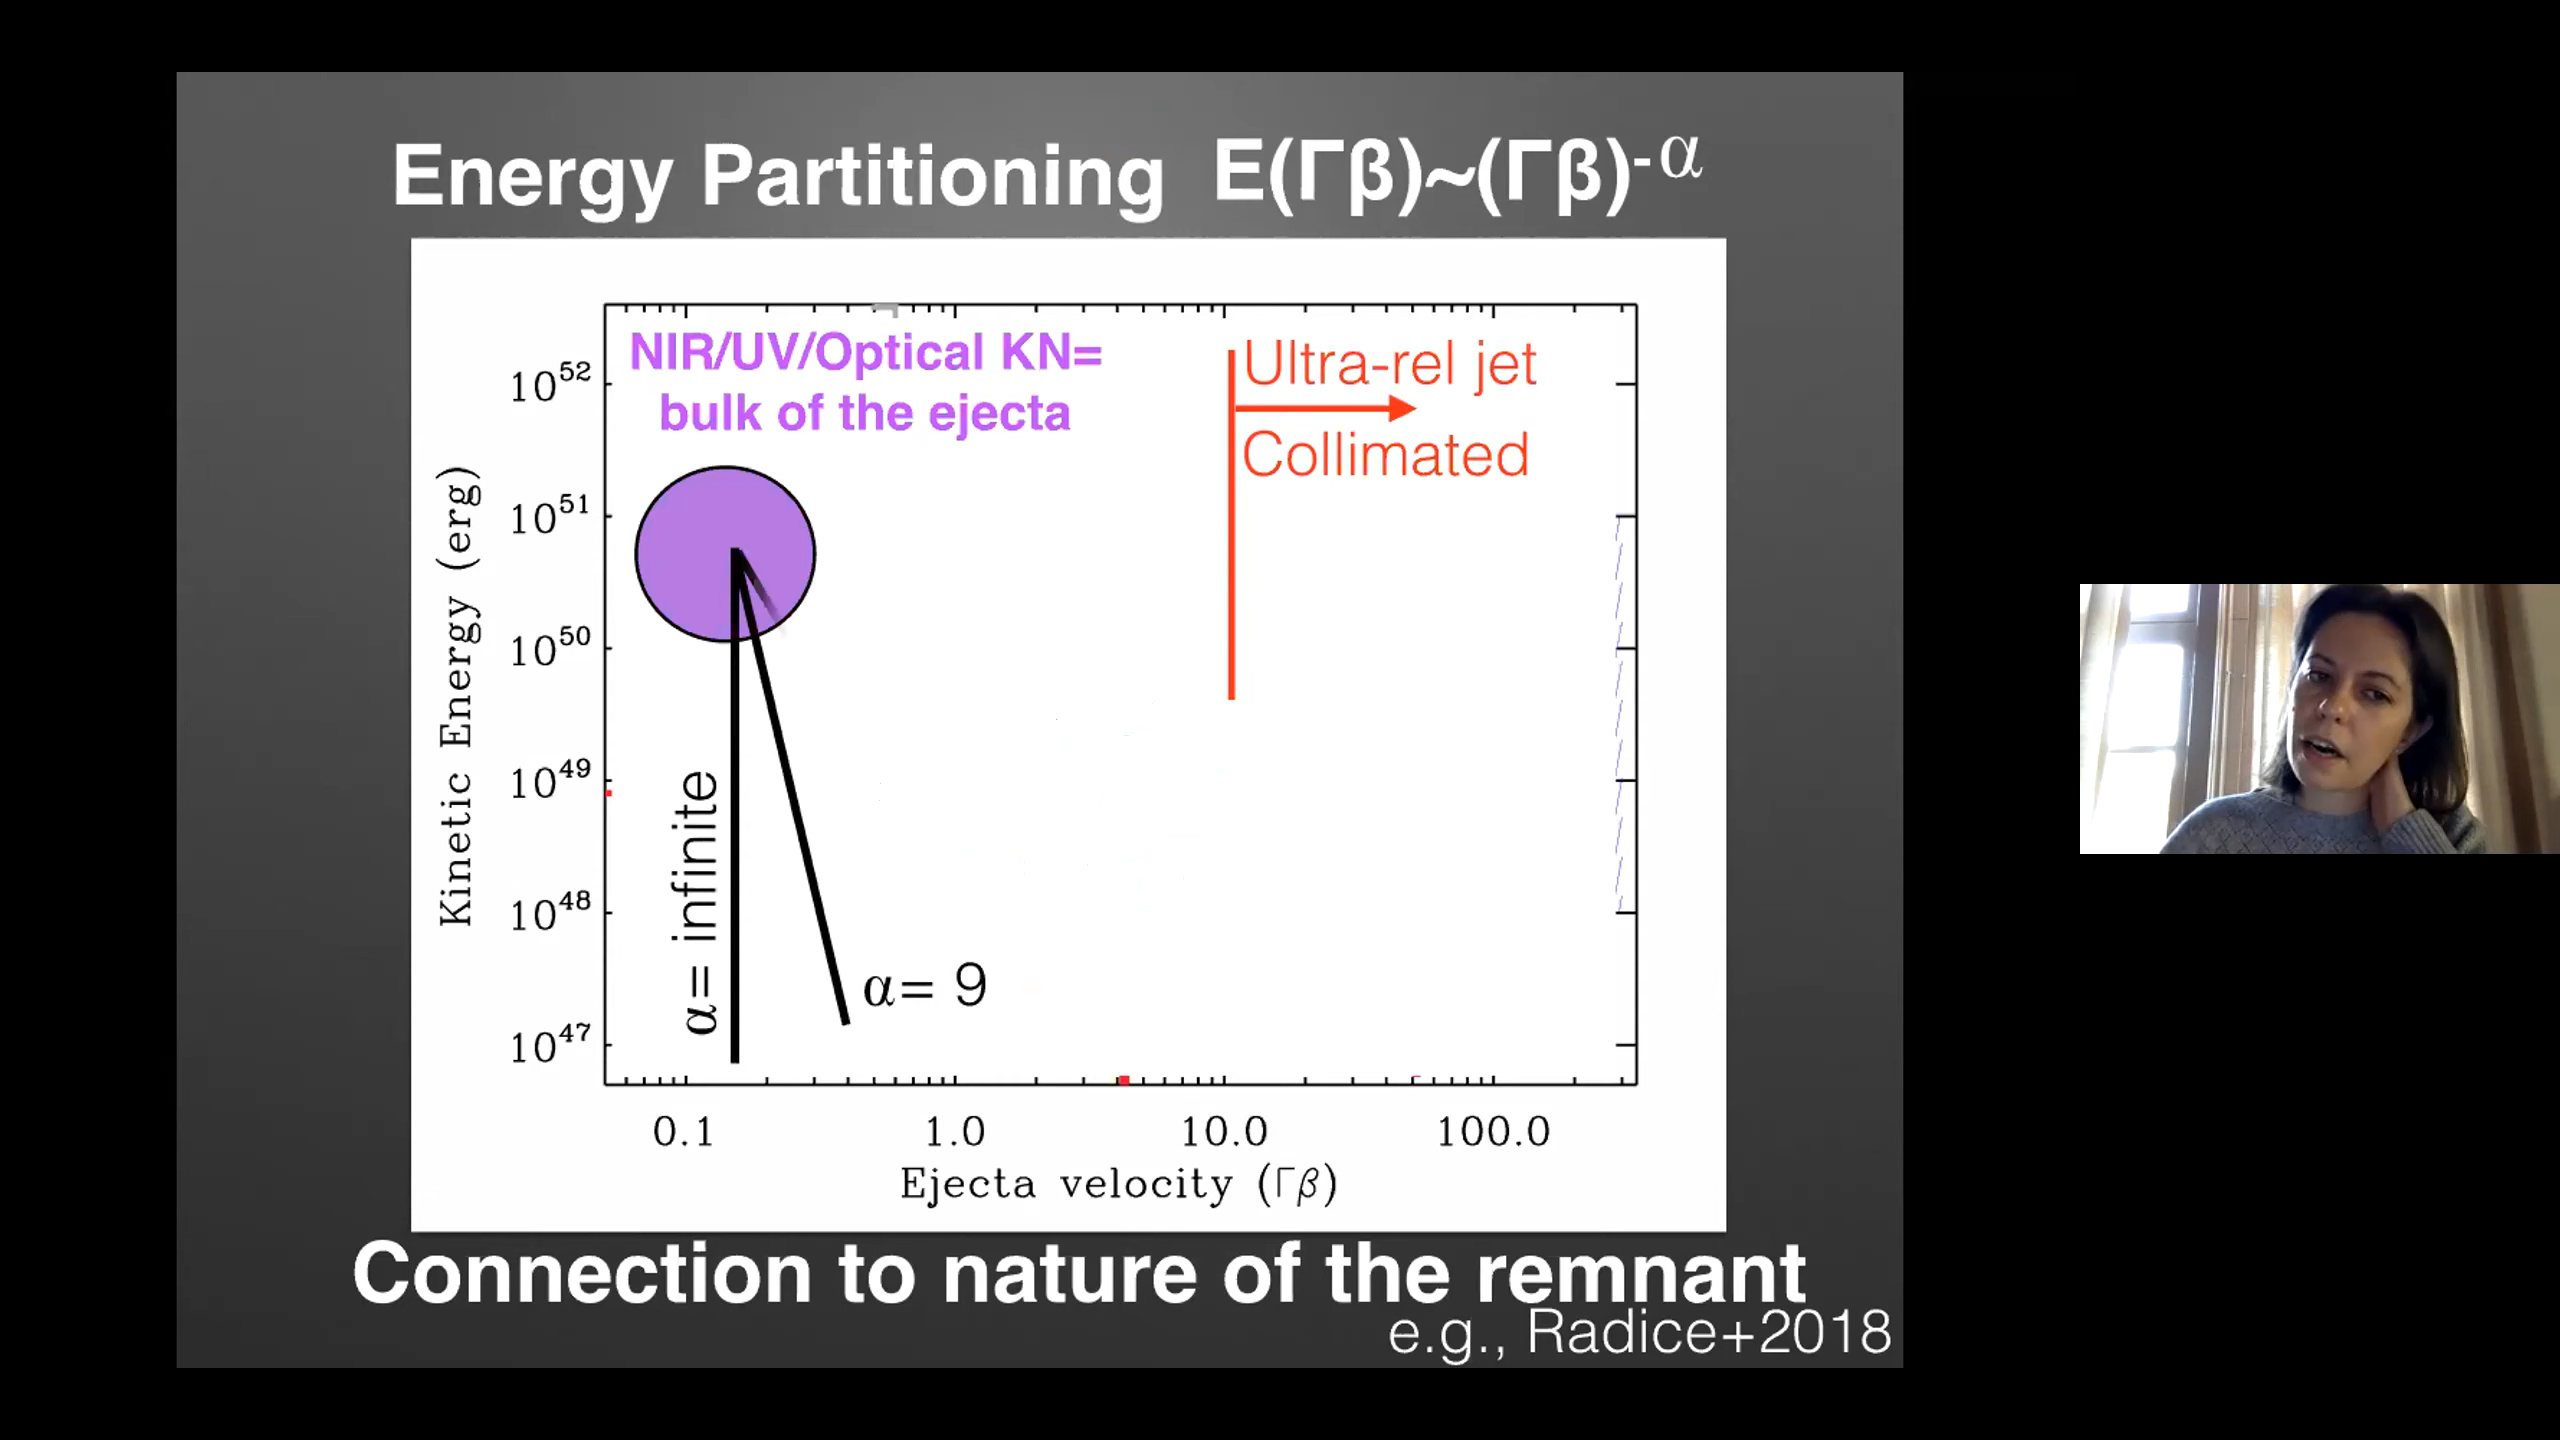 Energy Partitioning E(Γβ)~(Γβ)-α
NIR/UV/Optical KN=
bulk of the ejecta
Ultra-rel jet
Collimated
Kinetic Energy (erg)
10^52
10^51
10^50
10^49
10^48
10^47
α= infinite
α= 9
0.1 1.0 10.0 100.0
Ejecta velocity (Γβ)
Connection to nature of the remnant
e.g., Radice+2018